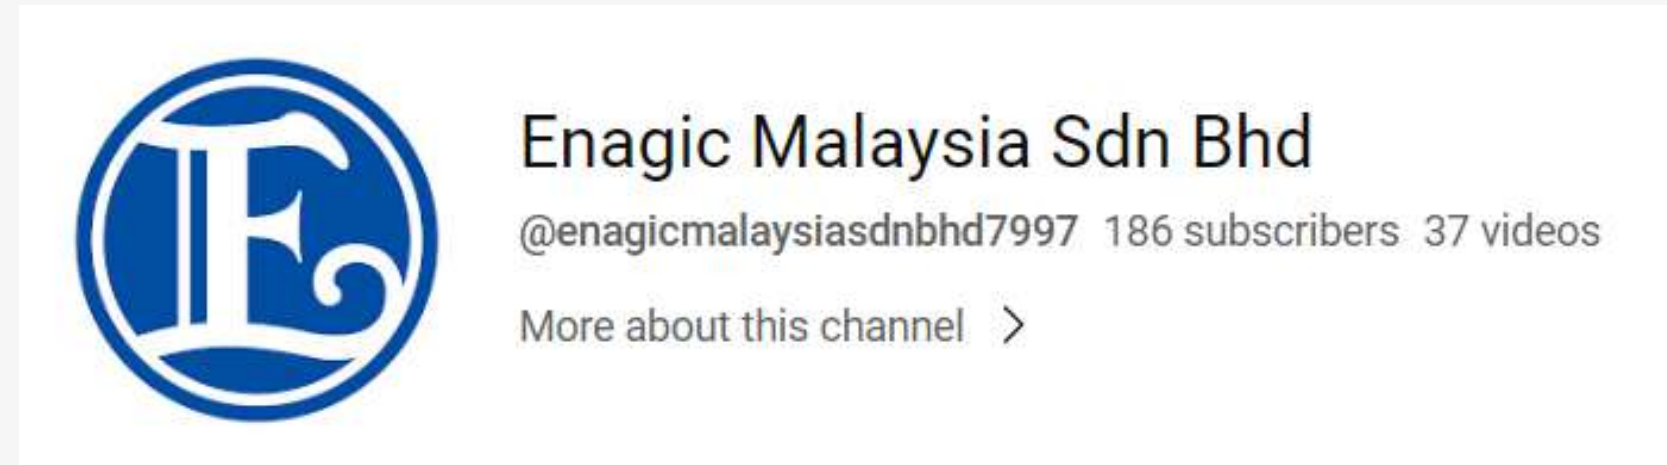 E
Enagic Malaysia Sdn Bhd
@enagicmalaysiasdnbhd7997 186 subscribers 37 videos
More about this channel >